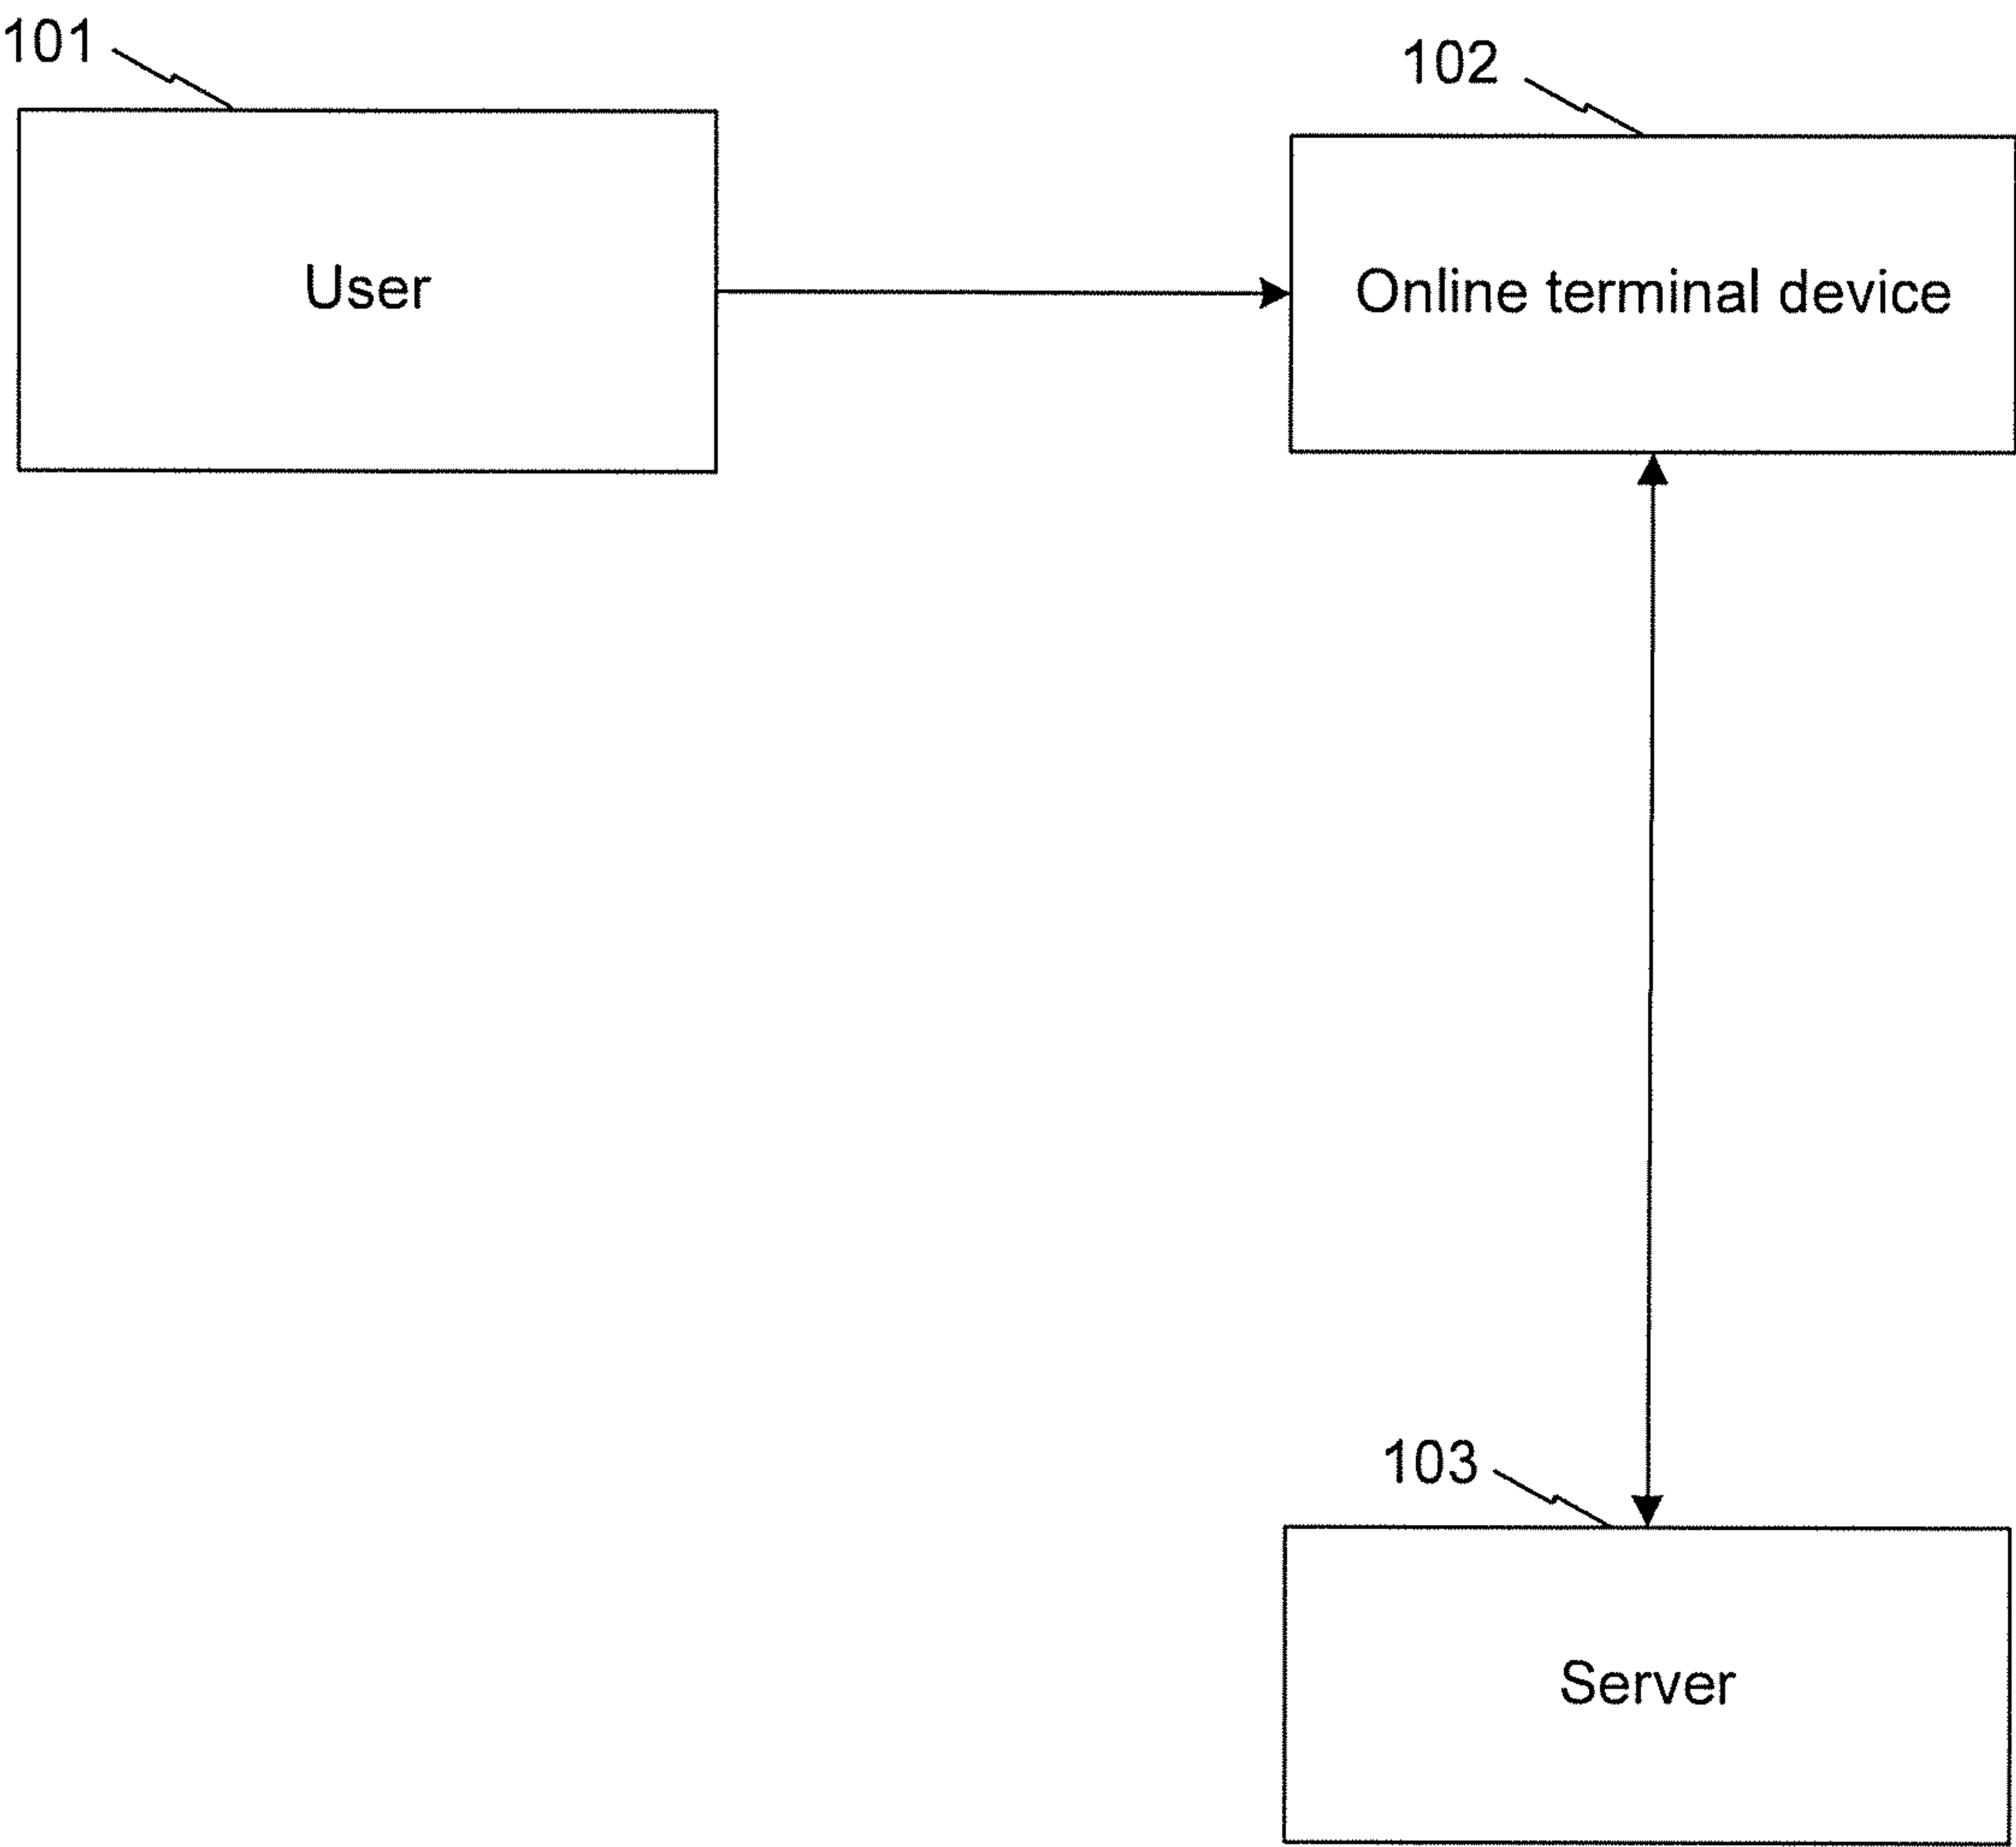 101
102
User
Online terminal device
103
Server